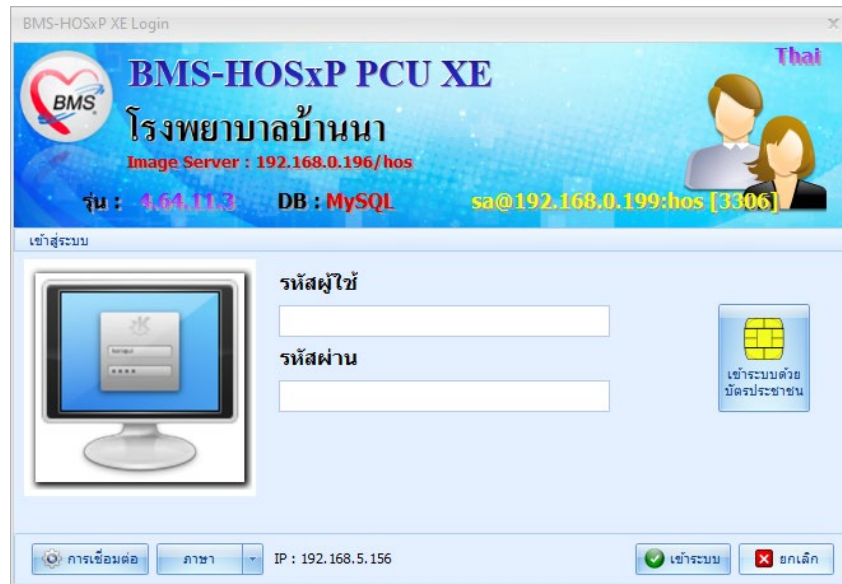 BMS-HOSxP XE Login
BMS
BMS-HOSxP PCU XE
Thai
โรงพยาบาลบ้านนา
Image Server : 192.168.0.196/hos
รุ่น : 4.64.11.3 DB : MySQL sa@192.168.0.199:hos [3306]
เข้าสู่ระบบ
รหัสผู้ใช้
รหัสผ่าน
เข้าระบบด้วย
บัตรประชาชน
การเชื่อมต่อ ภาษา IP : 192.168.5.156 เข้าระบบ ยกเลิก